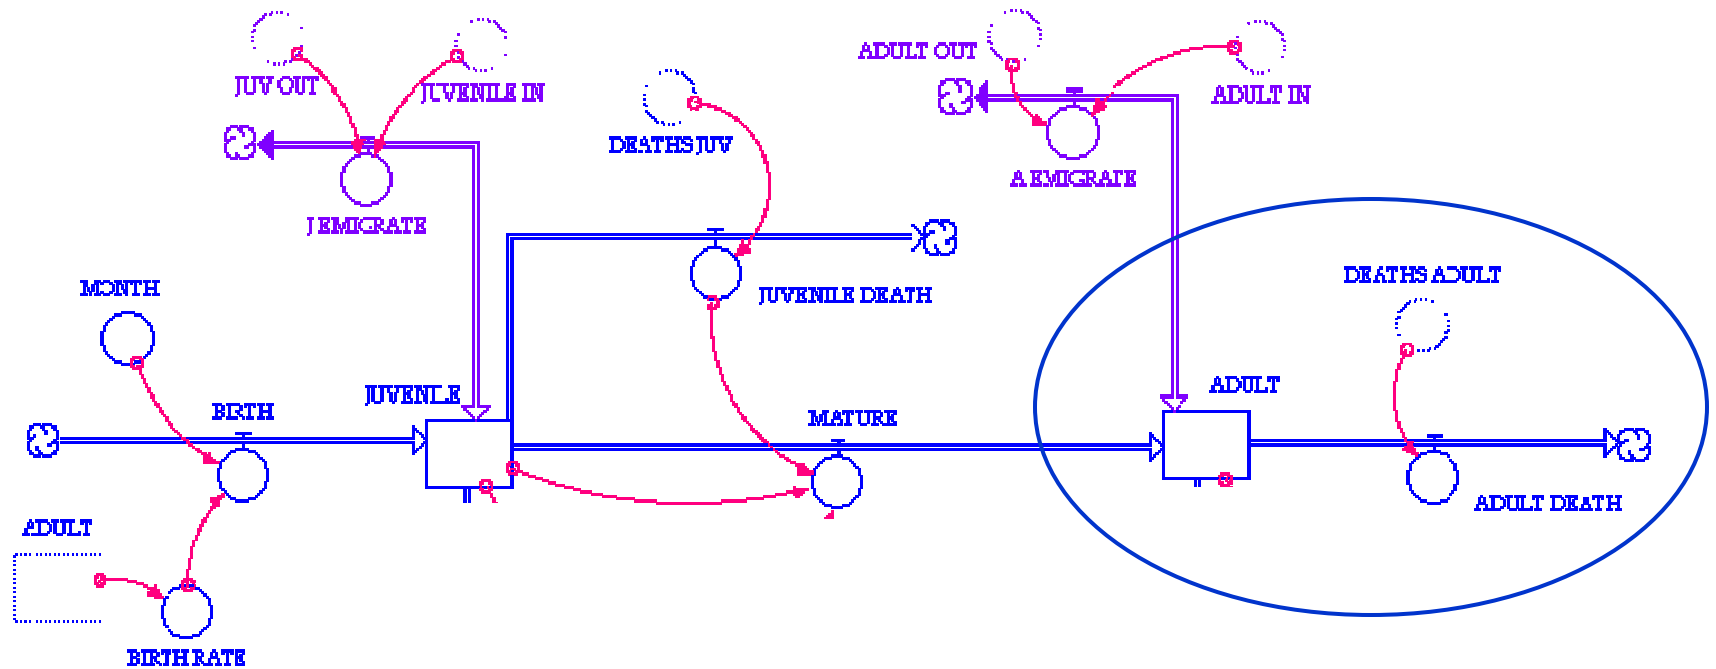 ADULT OUT
JUV OUT
JUVENILE IN
ADULT IN
DEATHS JUV
A EMIGRATE
J EMIGRATE
DEATHS ADULT
MONTH
JUVENILE DEATH
JUVENILE
ADULT
BIRTH
MATURE
ADULT DEATH
ADULT
BIRTH RATE